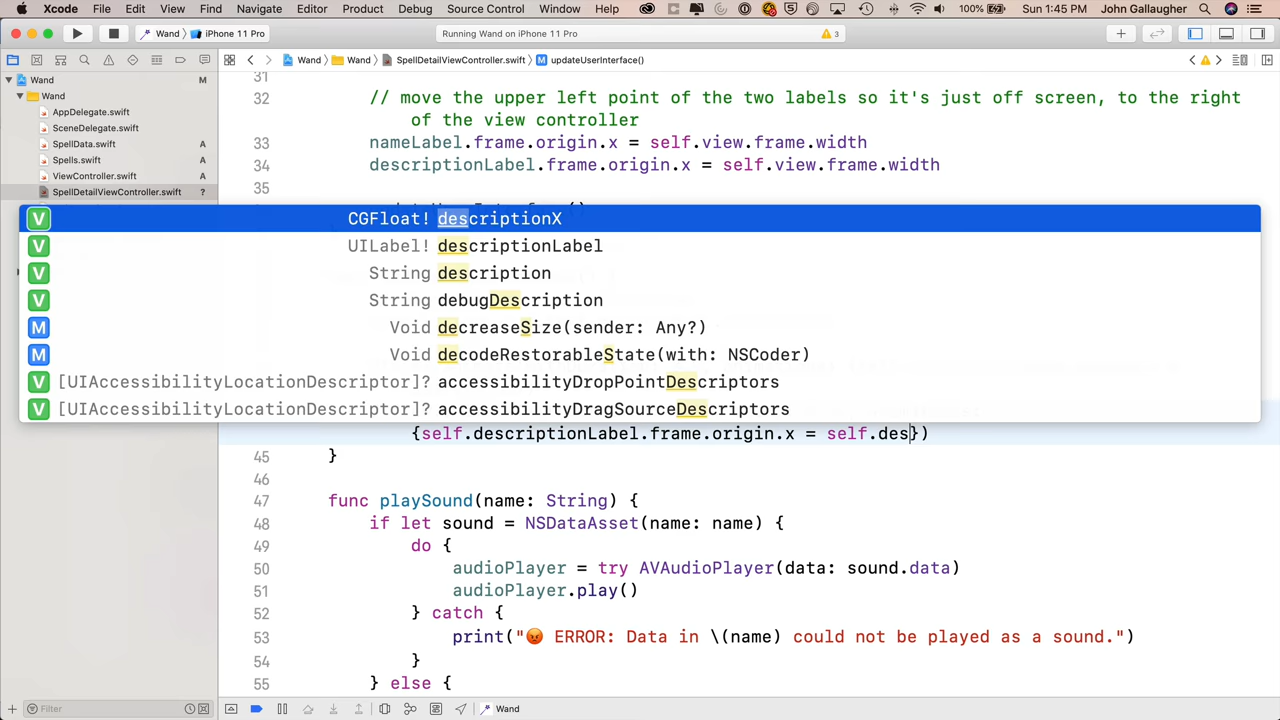 Xcode File Edit View Find Navigate Editor Product Debug Source Control Window Help 100% Sun 1:45 PM John Gallaugher
Wand iPhone 11 Pro Running Wand on iPhone 11 Pro 3
Wand Wand SpellDetailViewController.swift updateUserInterface()
Wand M
Wand
AppDelegate.swift
SceneDelegate.swift
SpellData.swift A
Spells.swift A
ViewController.swift A
SpellDetailViewController.swift ?
31
32 // move the upper left point of the two labels so it's just off screen, to the right
of the view controller
33 nameLabel.frame.origin.x = self.view.frame.width
34 descriptionLabel.frame.origin.x = self.view.frame.width
35
CGFloat! descriptionX
UILabel! descriptionLabel
String description
String debugDescription
Void decreaseSize(sender: Any?)
Void decodeRestorableState(with: NSCoder)
[UIAccessibilityLocationDescriptor]? accessibilityDropPointDescriptors
[UIAccessibilityLocationDescriptor]? accessibilityDragSourceDescriptors
{self.descriptionLabel.frame.origin.x = self.des})
45 }
46
47 func playSound(name: String) {
48 if let sound = NSDataAsset(name: name) {
49 do {
50 audioPlayer = try AVAudioPlayer(data: sound.data)
51 audioPlayer.play()
52 } catch {
53 print("😡 ERROR: Data in \(name) could not be played as a sound.")
54 }
55 } else {
Filter Wand